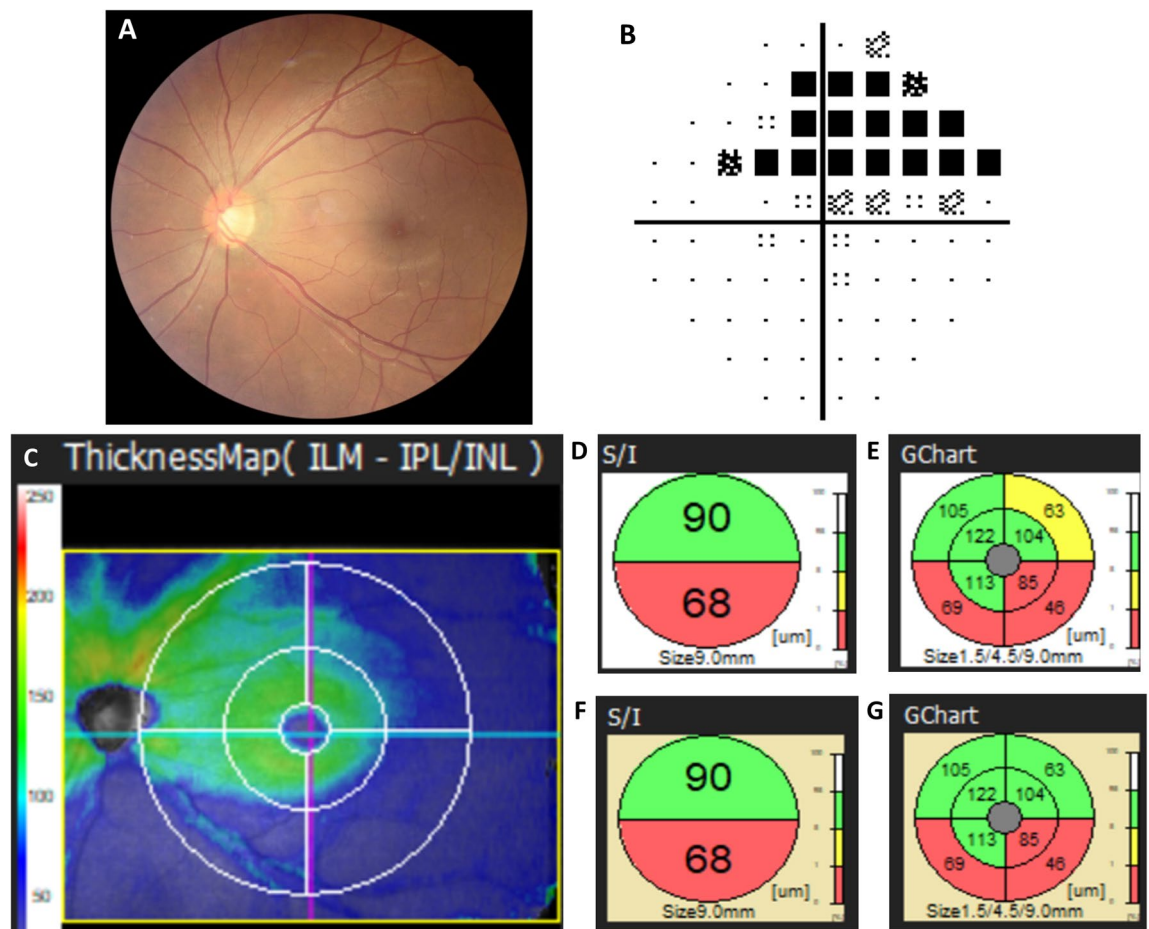 A
B
C ThicknessMap( ILM - IPL/INL )
250
200
150
100
50
D S/I
90
68
[um]
Size9.0mm
E GChart
105
63
122
104
113
85
69
46
[um]
Size1.5/4.5/9.0mm
F S/I
90
68
[um]
Size9.0mm
G GChart
105
63
122
104
113
85
69
46
[um]
Size1.5/4.5/9.0mm